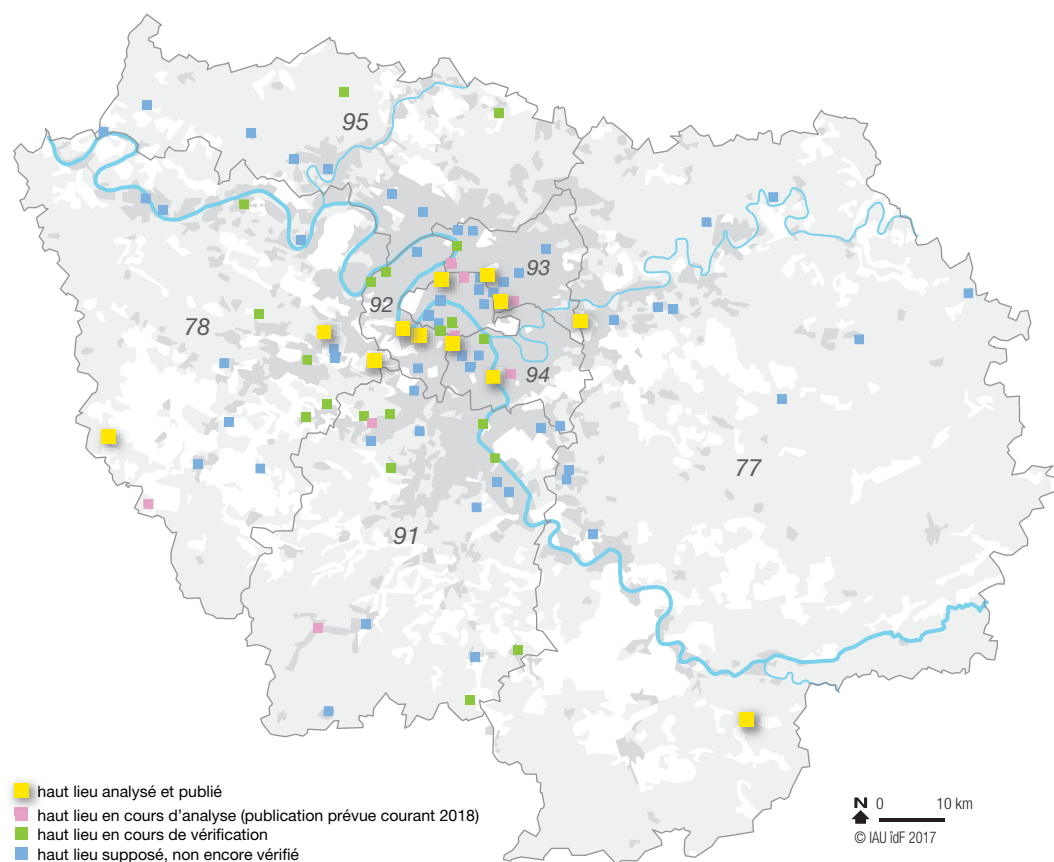 95
93
92
78
94
77
91
haut lieu analysé et publié
haut lieu en cours d'analyse (publication prévue courant 2018)
haut lieu en cours de vérification
haut lieu supposé, non encore vérifié
N 0 10 km
© IAU îdF 2017